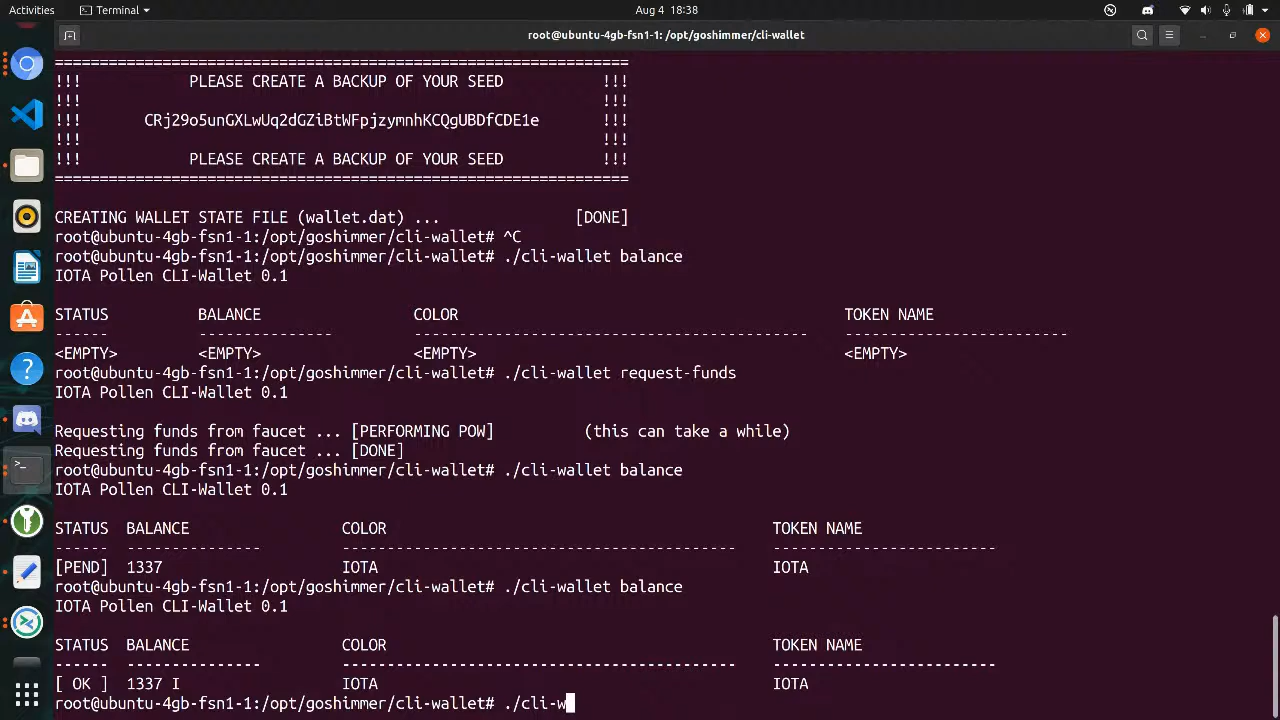 Activities Terminal Aug 4 18:38
root@ubuntu-4gb-fsn1-1: /opt/goshimmer/cli-wallet
================================================================
!!! PLEASE CREATE A BACKUP OF YOUR SEED !!!
!!! !!!
!!! CRj29o5unGXLwUq2dGZiBtWFpjzymnhKCQgUBDfCDE1e !!!
!!! !!!
!!! PLEASE CREATE A BACKUP OF YOUR SEED !!!
================================================================
CREATING WALLET STATE FILE (wallet.dat) ... [DONE]
root@ubuntu-4gb-fsn1-1:/opt/goshimmer/cli-wallet# ^C
root@ubuntu-4gb-fsn1-1:/opt/goshimmer/cli-wallet# ./cli-wallet balance
IOTA Pollen CLI-Wallet 0.1
STATUS BALANCE COLOR TOKEN NAME
------ --------------- -------------------------------------------- -------------------------
<EMPTY> <EMPTY> <EMPTY> <EMPTY>
root@ubuntu-4gb-fsn1-1:/opt/goshimmer/cli-wallet# ./cli-wallet request-funds
IOTA Pollen CLI-Wallet 0.1
Requesting funds from faucet ... [PERFORMING POW] (this can take a while)
Requesting funds from faucet ... [DONE]
root@ubuntu-4gb-fsn1-1:/opt/goshimmer/cli-wallet# ./cli-wallet balance
IOTA Pollen CLI-Wallet 0.1
STATUS BALANCE COLOR TOKEN NAME
------ --------------- -------------------------------------------- -------------------------
[PEND] 1337 IOTA IOTA
root@ubuntu-4gb-fsn1-1:/opt/goshimmer/cli-wallet# ./cli-wallet balance
IOTA Pollen CLI-Wallet 0.1
STATUS BALANCE COLOR TOKEN NAME
------ --------------- -------------------------------------------- -------------------------
[ OK ] 1337 I IOTA IOTA
root@ubuntu-4gb-fsn1-1:/opt/goshimmer/cli-wallet# ./cli-w